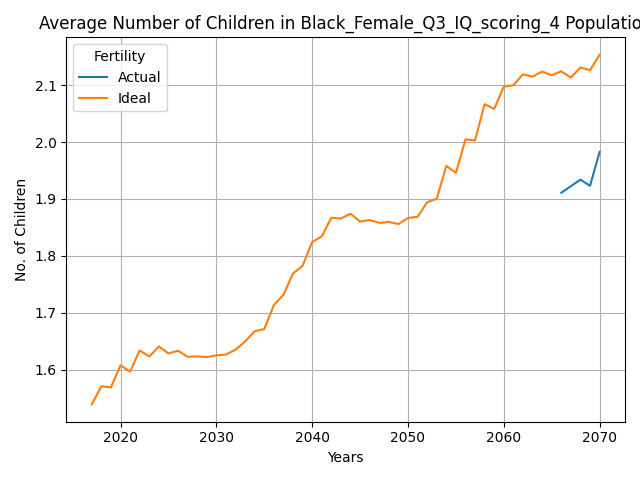 Average Number of Children in Black_Female_Q3_IQ_scoring_4 Populatio
Fertility
Actual
Ideal
No. of Children
2.1
2.0
1.9
1.8
1.7
1.6
2020 2030 2040 2050 2060 2070
Years